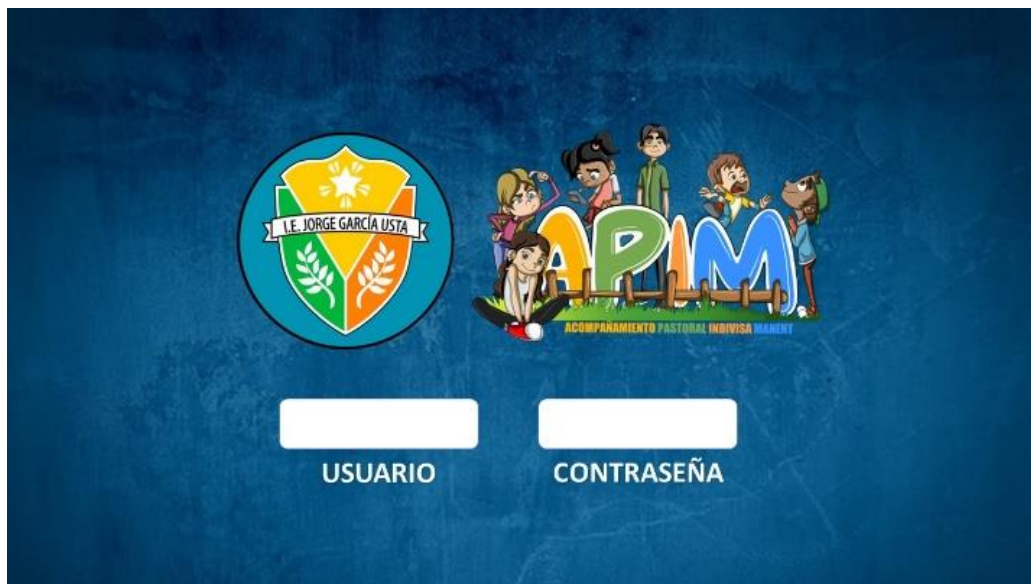 I.E. JORGE GARCÍA USTA
APIM
ACOMPAÑAMIENTO PASTORAL INDIVISA MANENT
USUARIO
CONTRASEÑA